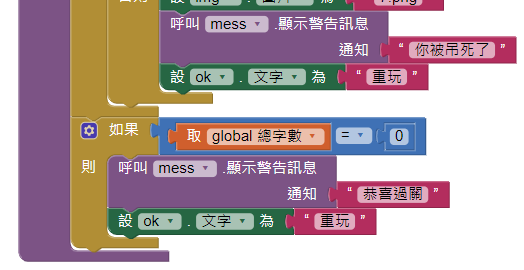 呼叫 mess .顯示警告訊息
通知 “ 你被吊死了 ”
設 ok . 文字 為 “ 重玩 ”
如果 取 global 總字數 = 0
則 呼叫 mess .顯示警告訊息
通知 “ 恭喜過關 ”
設 ok . 文字 為 “ 重玩 ”